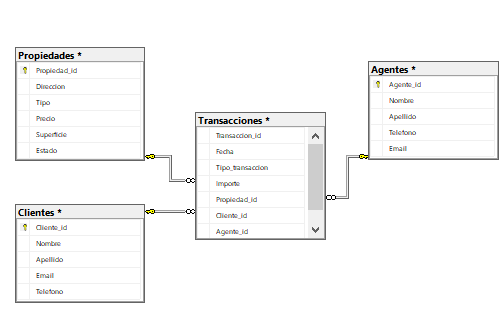 Propiedades *
Propiedad_id
Direccion
Tipo
Precio
Superficie
Estado
Agentes *
Agente_id
Nombre
Apellido
Telefono
Email
Transacciones *
Transaccion_id
Fecha
Tipo_transaccion
Importe
Propiedad_id
Cliente_id
Agente_id
Clientes *
Cliente_id
Nombre
Apellido
Email
Telefono